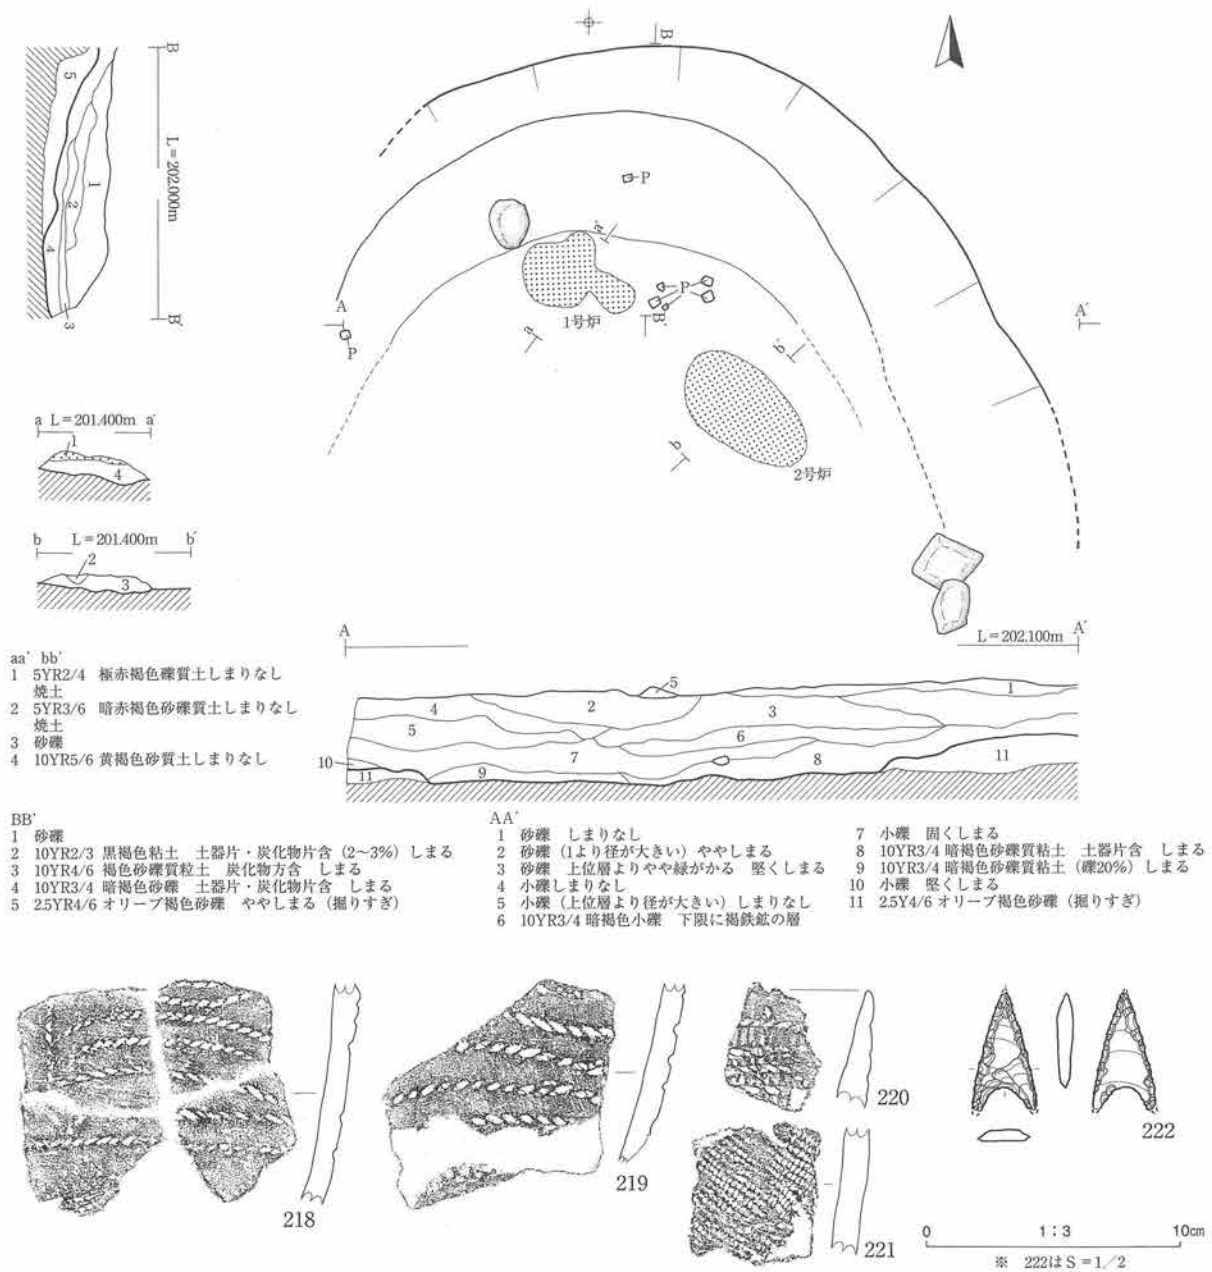 B
B
5
1
2
4
3
L=202.000m
B´
P
a´
A
P
1号炉
a
P
B´
b´
A´
b
2号炉
a L=201.400m a´
1
4
b L=201.400m b´
2
3
A
L=202.100m
A´
5
1
4
2
3
5
6
7
8
10
11
9
11
aa´ bb´
1 5YR2/4 極赤褐色礫質土しまりなし
焼土
2 5YR3/6 暗赤褐色砂礫質土しまりなし
焼土
3 砂礫
4 10YR5/6 黄褐色砂質土しまりなし
BB´
1 砂礫
2 10YR2/3 黒褐色粘土 土器片・炭化物片含（2〜3%）しまる
3 10YR4/6 褐色砂礫質粒土 炭化物方含 しまる
4 10YR3/4 暗褐色砂礫 土器片・炭化物片含 しまる
5 2.5YR4/6 オリーブ褐色砂礫 ややしまる（掘りすぎ）
AA´
1 砂礫 しまりなし
2 砂礫（1より径が大きい）ややしまる
3 砂礫 上位層よりやや緑がかる 堅くしまる
4 小礫しまりなし
5 小礫（上位層より径が大きい）しまりなし
6 10YR3/4 暗褐色小礫 下限に褐鉄鉱の層
7 小礫 固くしまる
8 10YR3/4 暗褐色砂礫質粘土 土器片含 しまる
9 10YR3/4 暗褐色砂礫質粘土（礫20%）しまる
10 小礫 堅くしまる
11 2.5Y4/6 オリーブ褐色砂礫（掘りすぎ）
218
219
220
221
222
0 1：3 10cm
※ 222はS＝1／2